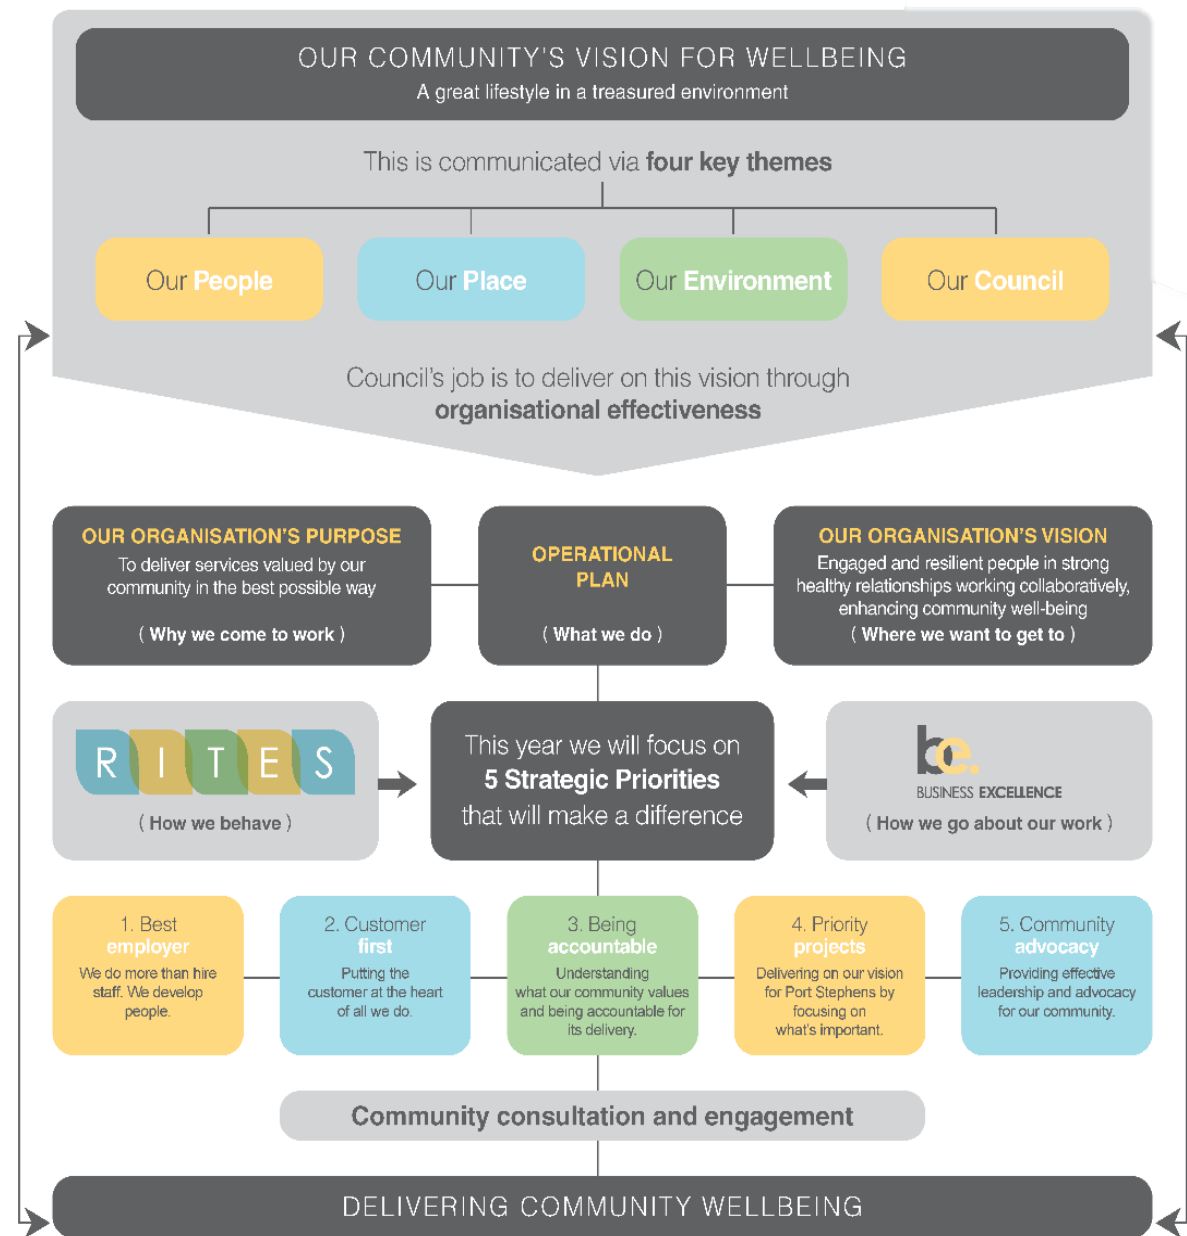 OUR COMMUNITY'S VISION FOR WELLBEING
A great lifestyle in a treasured environment
This is communicated via four key themes
Our People
Our Place
Our Environment
Our Council
Council's job is to deliver on this vision through
organisational effectiveness
OUR ORGANISATION'S PURPOSE
To deliver services valued by our
community in the best possible way
( Why we come to work )
OPERATIONAL
PLAN
( What we do )
OUR ORGANISATION'S VISION
Engaged and resilient people in strong
healthy relationships working collaboratively,
enhancing community well-being
( Where we want to get to )
R I T E S
( How we behave )
This year we will focus on
5 Strategic Priorities
that will make a difference
be.
BUSINESS EXCELLENCE
( How we go about our work )
1. Best
employer
We do more than hire
staff. We develop
people.
2. Customer
first
Putting the
customer at the heart
of all we do.
3. Being
accountable
Understanding
what our community values
and being accountable for
its delivery.
4. Priority
projects
Delivering on our vision
for Port Stephens by
focusing on
what's important.
5. Community
advocacy
Providing effective
leadership and advocacy
for our community.
Community consultation and engagement
DELIVERING COMMUNITY WELLBEING